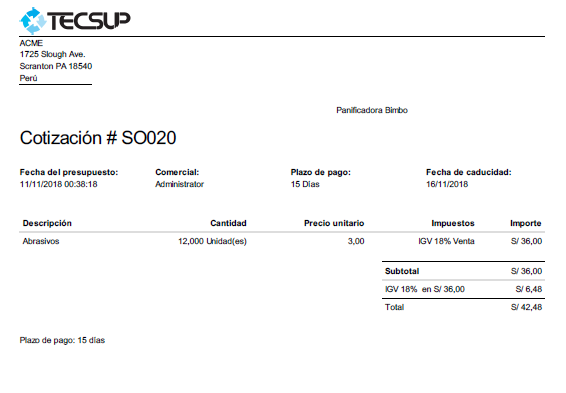 TECSUP
ACME
1725 Slough Ave.
Scranton PA 18540
Perú
Panificadora Bimbo
Cotización # SO020
Fecha del presupuesto: Comercial: Plazo de pago: Fecha de caducidad:
11/11/2018 00:38:18 Administrator 15 Días 16/11/2018
Descripción Cantidad Precio unitario Impuestos Importe
Abrasivos 12,000 Unidad(es) 3,00 IGV 18% Venta S/ 36,00
Subtotal S/ 36,00
IGV 18% en S/ 36,00 S/ 6,48
Total S/ 42,48
Plazo de pago: 15 días